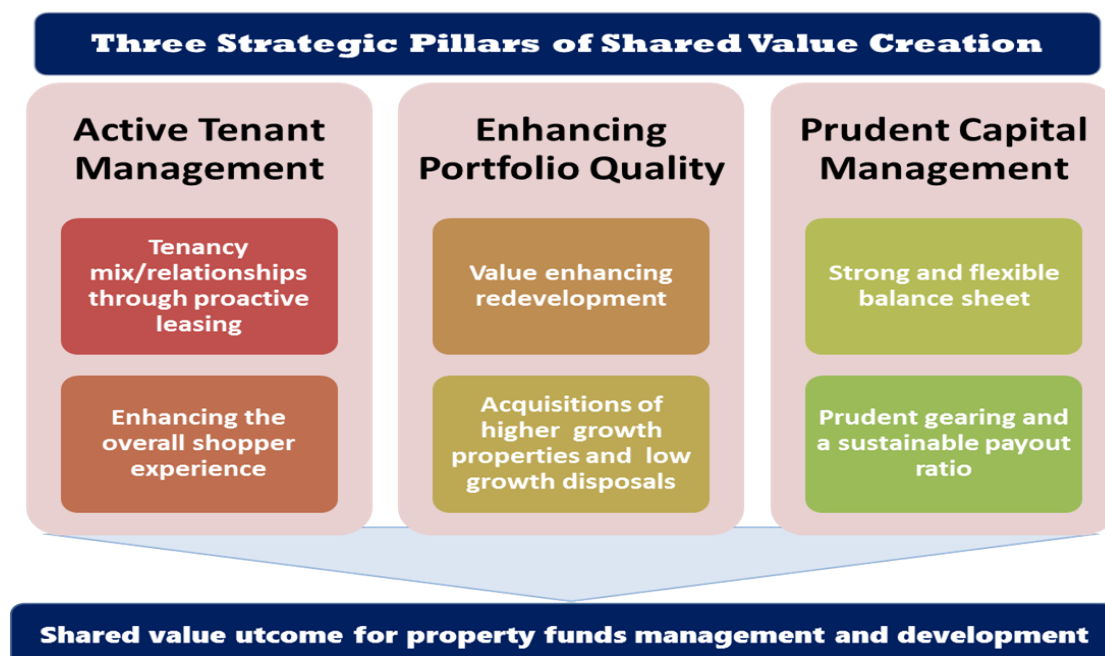 Three Strategic Pillars of Shared Value Creation
Active Tenant
Management
Tenancy
mix/relationships
through proactive
leasing
Enhancing the
overall shopper
experience
Enhancing
Portfolio Quality
Value enhancing
redevelopment
Acquisitions of
higher growth
properties and low
growth disposals
Prudent Capital
Management
Strong and flexible
balance sheet
Prudent gearing and
a sustainable payout
ratio
Shared value utcome for property funds management and development